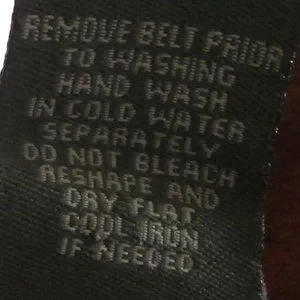 REMOVE BELT PRIOR
TO WASHING
HAND WASH
IN COLD WATER
SEPARATELY
DO NOT BLEACH
RESHAPE AND
DRY FLAT
COOL IRON
IF NEEDED